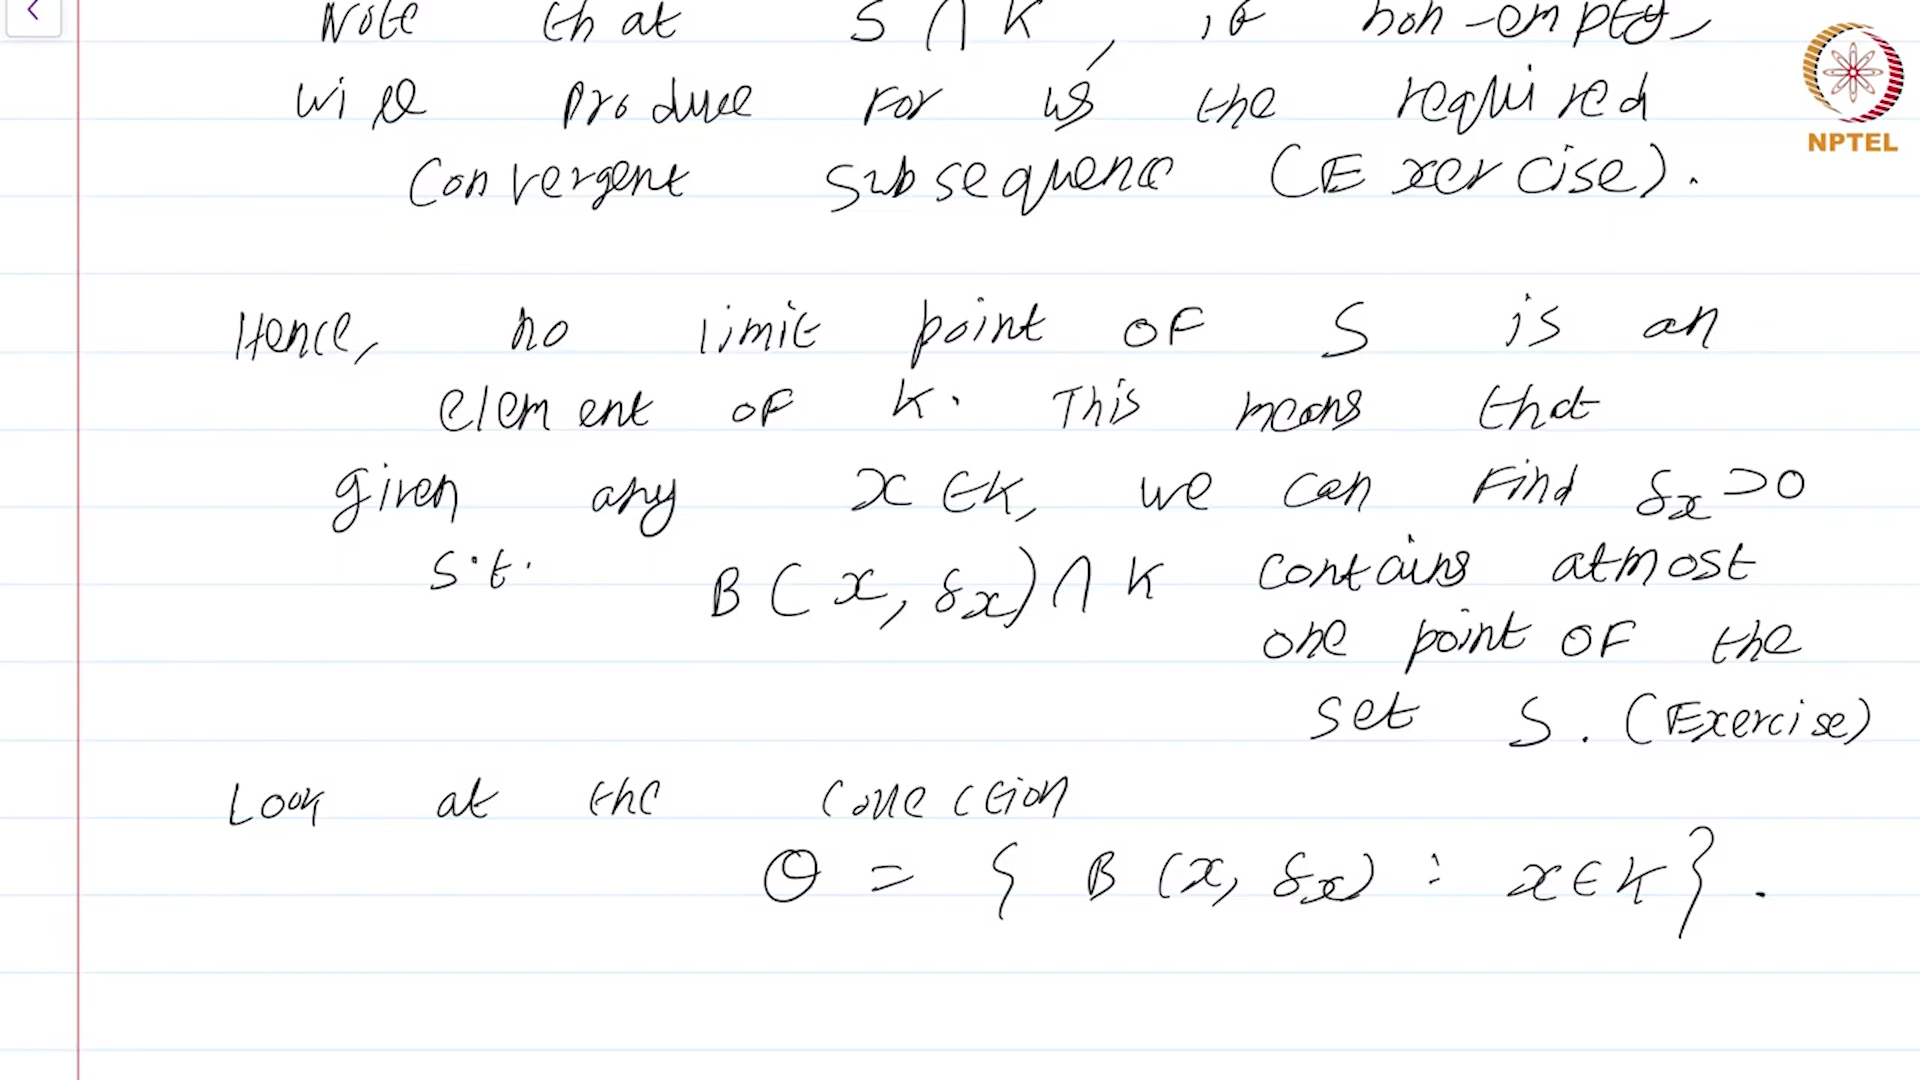 Note that S ∩ K, if non-empty,
will produce for us the required
NPTEL
convergent subsequence (Exercise).
Hence, no limit point of S is an
element of K. This means that
given any x ∈ K, we can find δx > 0
s.t. B(x, δx) ∩ K contains atmost
one point of the
set S. (Exercise)
Look at the collection
O = { B(x, δx) : x ∈ K } .